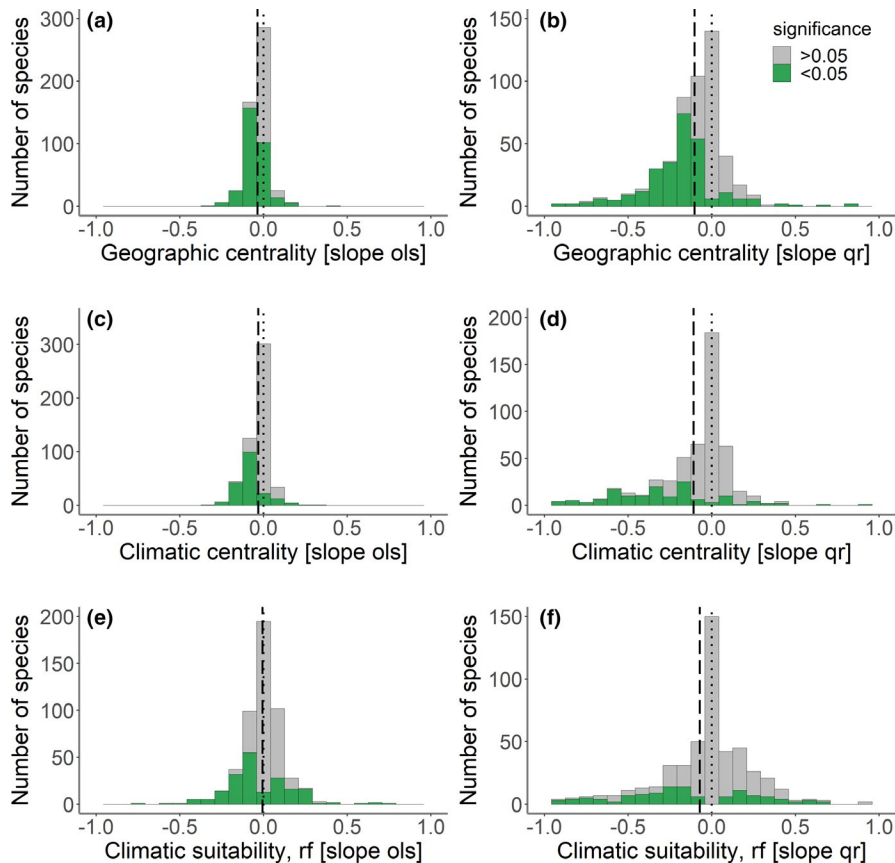 (a)
300
200
100
0
Number of species
-1.0 -0.5 0.0 0.5 1.0
Geographic centrality [slope ols]
(b)
150
100
50
0
Number of species
-1.0 -0.5 0.0 0.5 1.0
Geographic centrality [slope qr]
significance
>0.05
<0.05
(c)
300
200
100
0
Number of species
-1.0 -0.5 0.0 0.5 1.0
Climatic centrality [slope ols]
(d)
200
150
100
50
0
Number of species
-1.0 -0.5 0.0 0.5 1.0
Climatic centrality [slope qr]
(e)
200
150
100
50
0
Number of species
-1.0 -0.5 0.0 0.5 1.0
Climatic suitability, rf [slope ols]
(f)
150
100
50
0
Number of species
-1.0 -0.5 0.0 0.5 1.0
Climatic suitability, rf [slope qr]